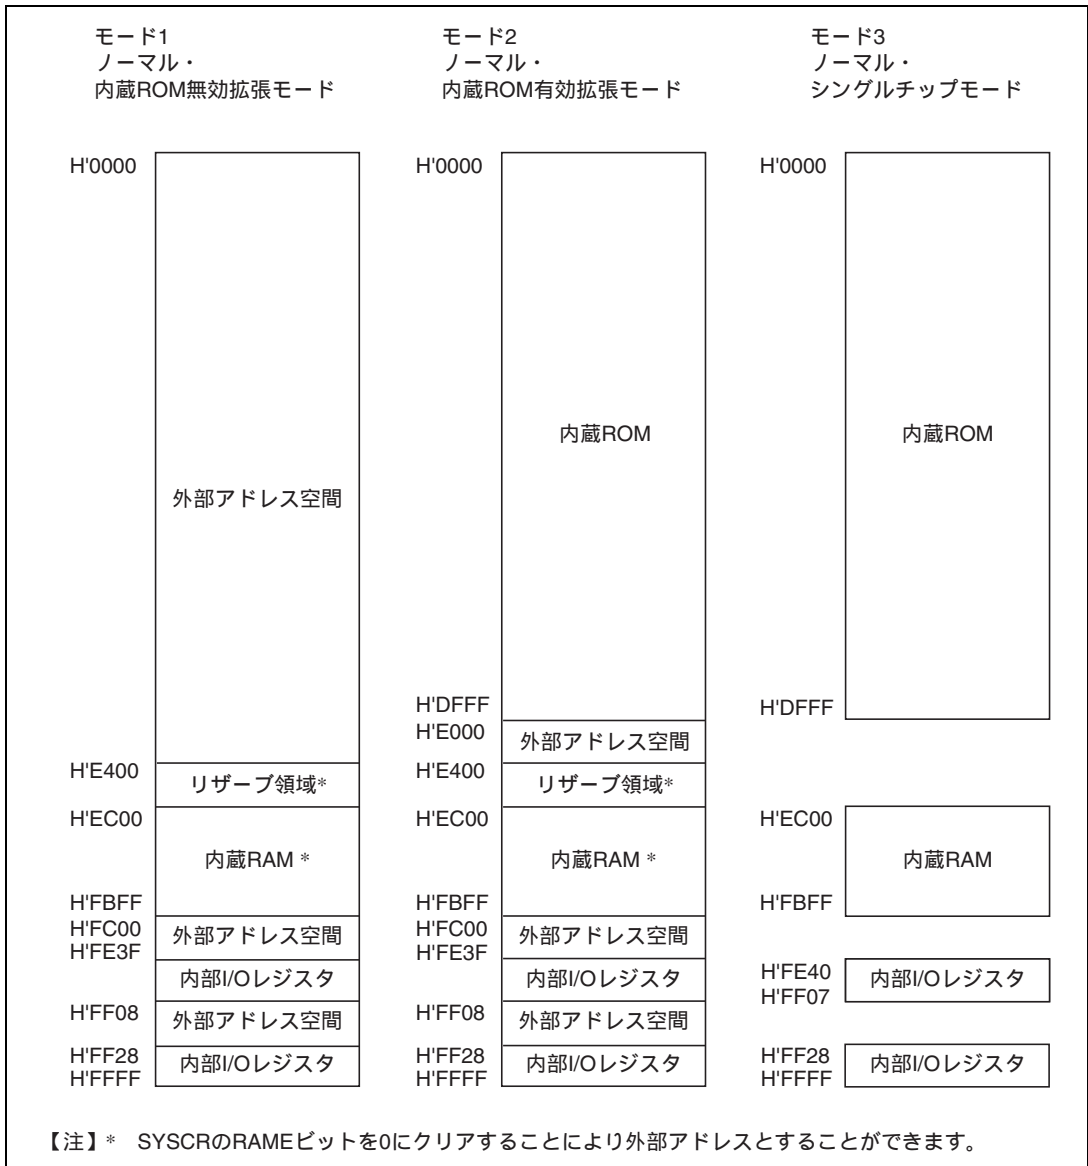 モード1
ノーマル・
内蔵ROM無効拡張モード
H'0000
外部アドレス空間
H'E400
リザーブ領域*
H'EC00
内蔵RAM *
H'FBFF
H'FC00
外部アドレス空間
H'FE3F
内部I/Oレジスタ
H'FF08
外部アドレス空間
H'FF28
内部I/Oレジスタ
H'FFFF
モード2
ノーマル・
内蔵ROM有効拡張モード
H'0000
内蔵ROM
H'DFFF
H'E000
外部アドレス空間
H'E400
リザーブ領域*
H'EC00
内蔵RAM *
H'FBFF
H'FC00
外部アドレス空間
H'FE3F
内部I/Oレジスタ
H'FF08
外部アドレス空間
H'FF28
内部I/Oレジスタ
H'FFFF
モード3
ノーマル・
シングルチップモード
H'0000
内蔵ROM
H'DFFF
H'EC00
内蔵RAM
H'FBFF
H'FE40
内部I/Oレジスタ
H'FF07
H'FF28
内部I/Oレジスタ
H'FFFF
【注】* SYSCRのRAMEビットを0にクリアすることにより外部アドレスとすることができます。